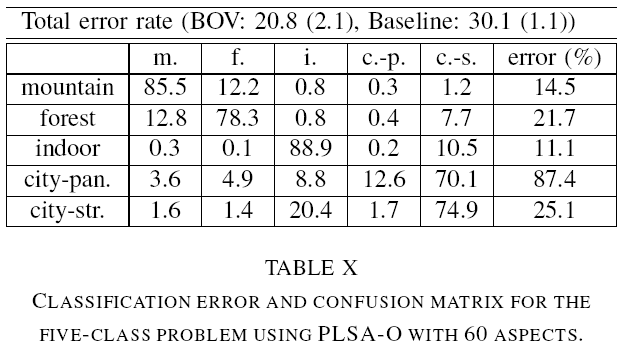 Total error rate (BOV: 20.8 (2.1), Baseline: 30.1 (1.1))
m. f. i. c.-p. c.-s. error (%)
mountain 85.5 12.2 0.8 0.3 1.2 14.5
forest 12.8 78.3 0.8 0.4 7.7 21.7
indoor 0.3 0.1 88.9 0.2 10.5 11.1
city-pan. 3.6 4.9 8.8 12.6 70.1 87.4
city-str. 1.6 1.4 20.4 1.7 74.9 25.1
TABLE X
CLASSIFICATION ERROR AND CONFUSION MATRIX FOR THE
FIVE-CLASS PROBLEM USING PLSA-O WITH 60 ASPECTS.